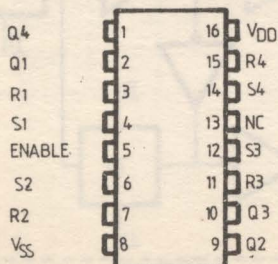 Q4 1 16 VDD
Q1 2 15 R4
R1 3 14 S4
S1 4 13 NC
ENABLE 5 12 S3
S2 6 11 R3
R2 7 10 Q3
VSS 8 9 Q2